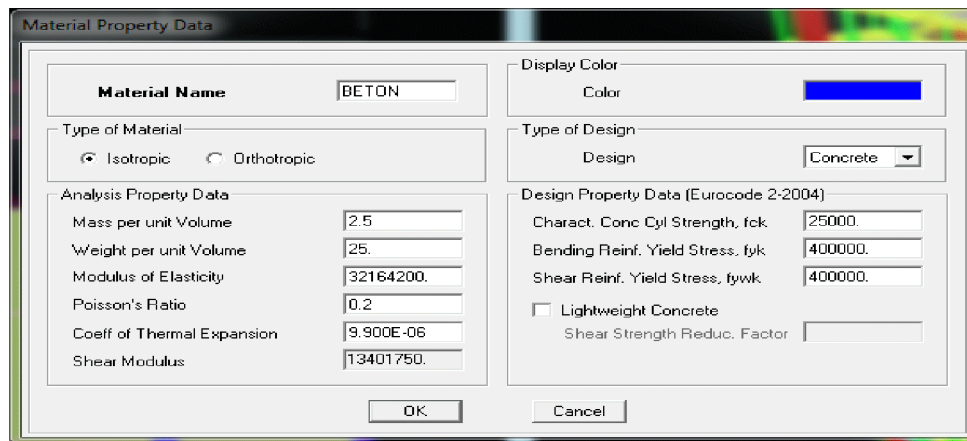 Material Property Data
Material Name
BETON
Display Color
Color
Type of Material
Isotropic
Orthotropic
Type of Design
Design
Concrete
Analysis Property Data
Mass per unit Volume
2.5
Weight per unit Volume
25.
Modulus of Elasticity
32164200.
Poisson's Ratio
0.2
Coeff of Thermal Expansion
9.900E-06
Shear Modulus
13401750.
Design Property Data (Eurocode 2-2004)
Charact. Conc Cyl Strength, fck
25000.
Bending Reinf. Yield Stress, fyk
400000.
Shear Reinf. Yield Stress, fywk
400000.
Lightweight Concrete
Shear Strength Reduc. Factor
OK
Cancel